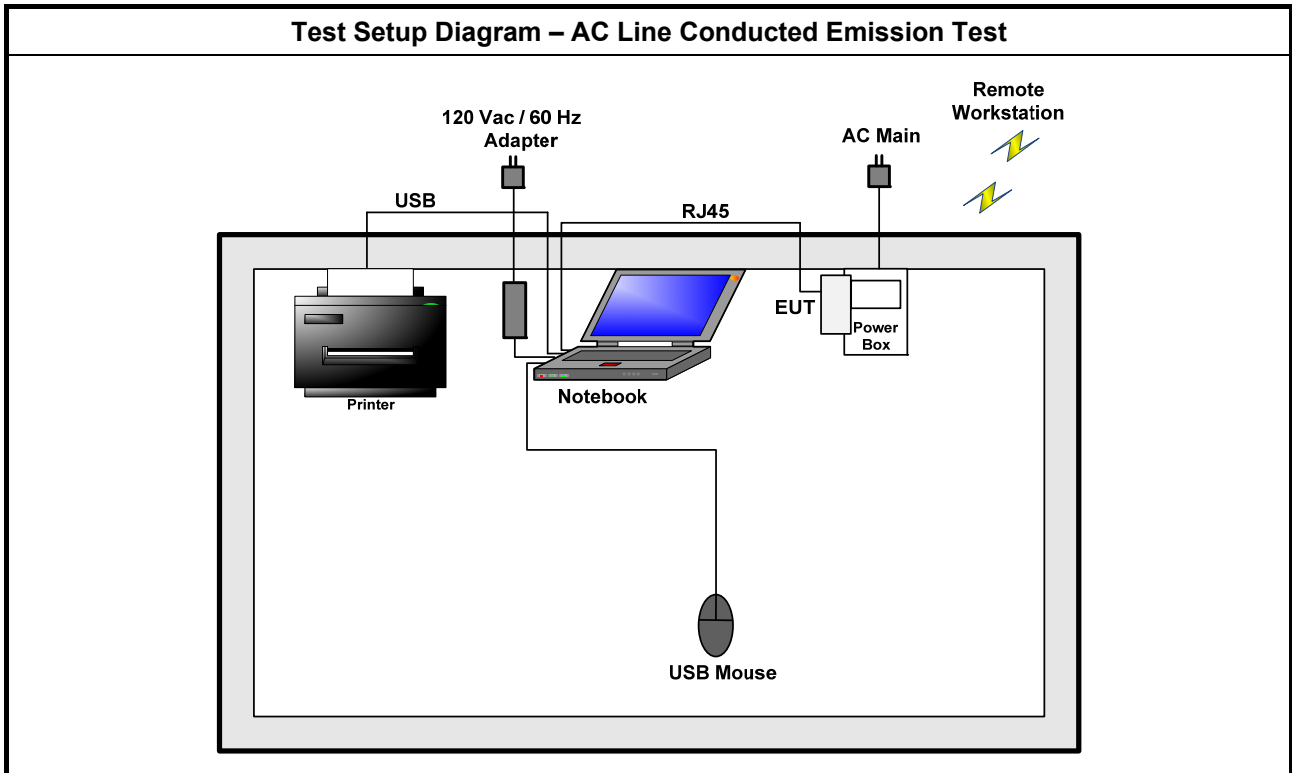 Test Setup Diagram – AC Line Conducted Emission Test
Remote
Workstation
120 Vac / 60 Hz
Adapter
AC Main
USB
RJ45
EUT
Power
Box
Notebook
Printer
USB Mouse